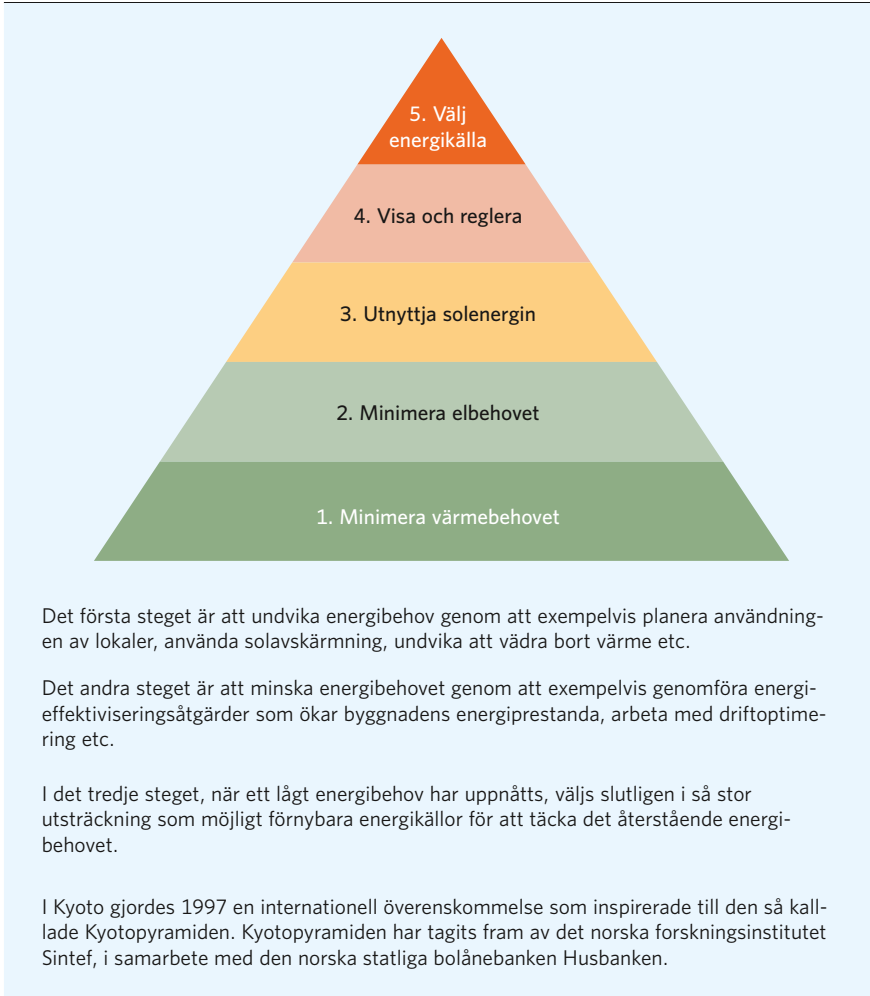 5. Välj
energikälla
4. Visa och reglera
3. Utnyttja solenergin
2. Minimera elbehovet
1. Minimera värmebehovet
Det första steget är att undvika energibehov genom att exempelvis planera användning-
en av lokaler, använda solavskärmning, undvika att vädra bort värme etc.
Det andra steget är att minska energibehovet genom att exempelvis genomföra energi-
effektiviseringsåtgärder som ökar byggnadens energiprestanda, arbeta med driftoptime-
ring etc.
I det tredje steget, när ett lågt energibehov har uppnåtts, väljs slutligen i så stor
utsträckning som möjligt förnybara energikällor för att täcka det återstående energi-
behovet.
I Kyoto gjordes 1997 en internationell överenskommelse som inspirerade till den så kall-
lade Kyotopyramiden. Kyotopyramiden har tagits fram av det norska forskningsinstitutet
Sintef, i samarbete med den norska statliga bolånebanken Husbanken.